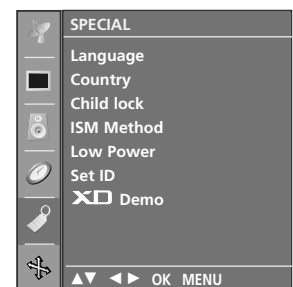 SPECIAL
Language
Country
Child lock
ISM Method
Low Power
Set ID
XD Demo
▲▼ ◄► OK MENU